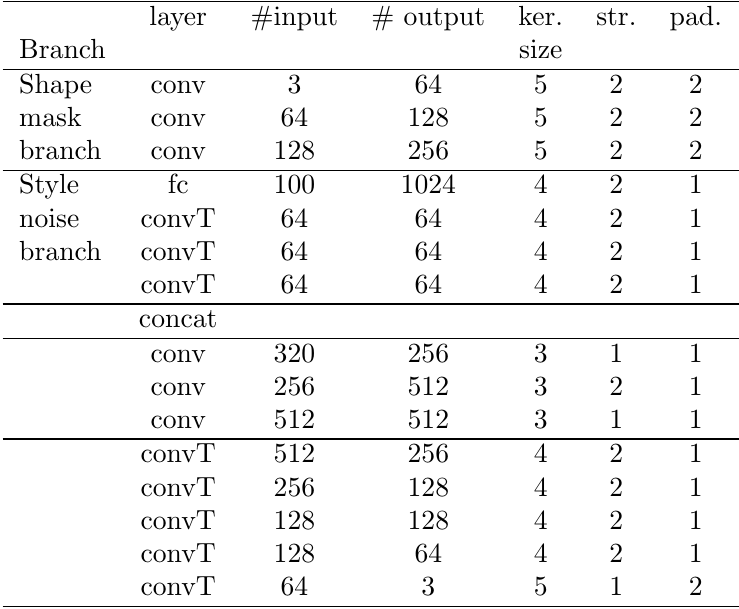 layer #input # output ker. str. pad.
Branch size
Shape conv 3 64 5 2 2
mask conv 64 128 5 2 2
branch conv 128 256 5 2 2
Style fc 100 1024 4 2 1
noise convT 64 64 4 2 1
branch convT 64 64 4 2 1
convT 64 64 4 2 1
concat
conv 320 256 3 1 1
conv 256 512 3 2 1
conv 512 512 3 1 1
convT 512 256 4 2 1
convT 256 128 4 2 1
convT 128 128 4 2 1
convT 128 64 4 2 1
convT 64 3 5 1 2